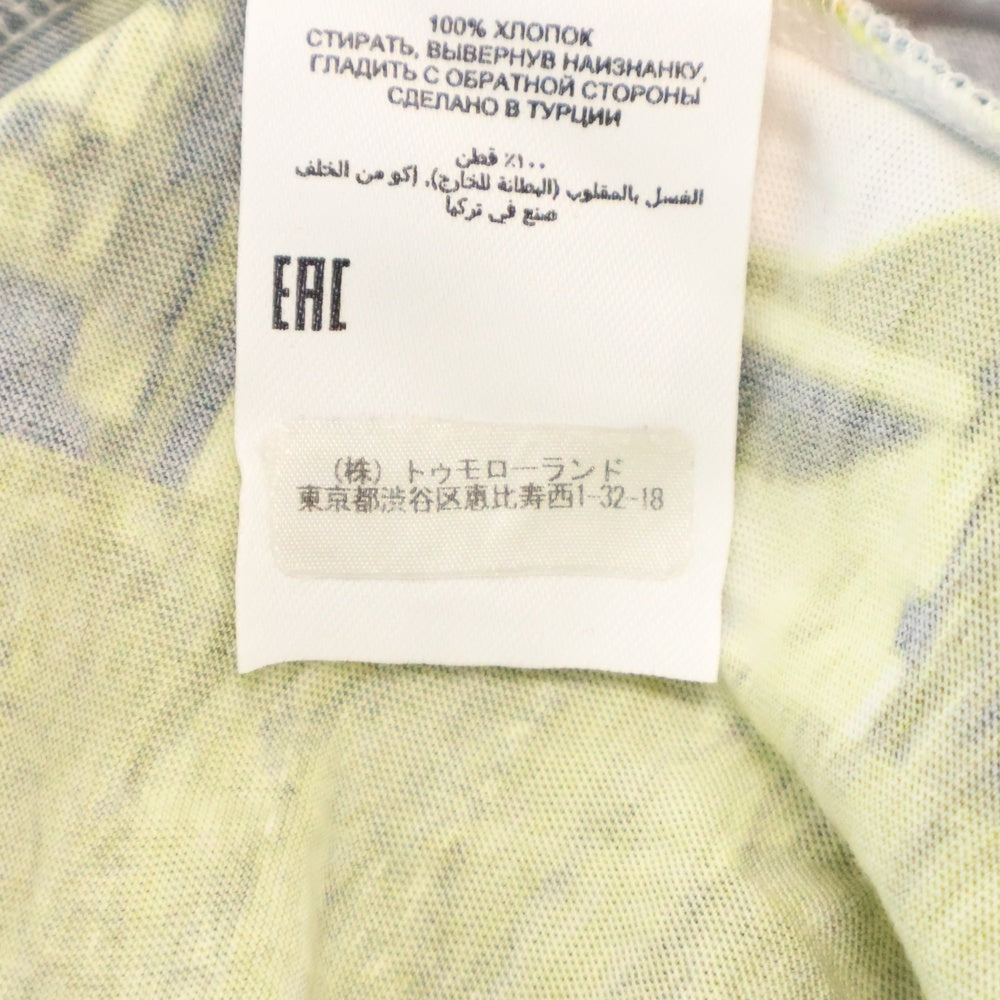 100% ХЛОПОК
СТИРАТЬ, ВЫВЕРНУВ НАИЗНАНКУ,
ГЛАДИТЬ С ОБРАТНОЙ СТОРОНЫ
СДЕЛАНО В ТУРЦИИ
١٠٠٪ قطن
الغسل بالمقلوب (البطانة للخارج). إكو من الخلف
صنع في تركيا
EAC
(株) トゥモローランド
東京都渋谷区恵比寿西1-32-18